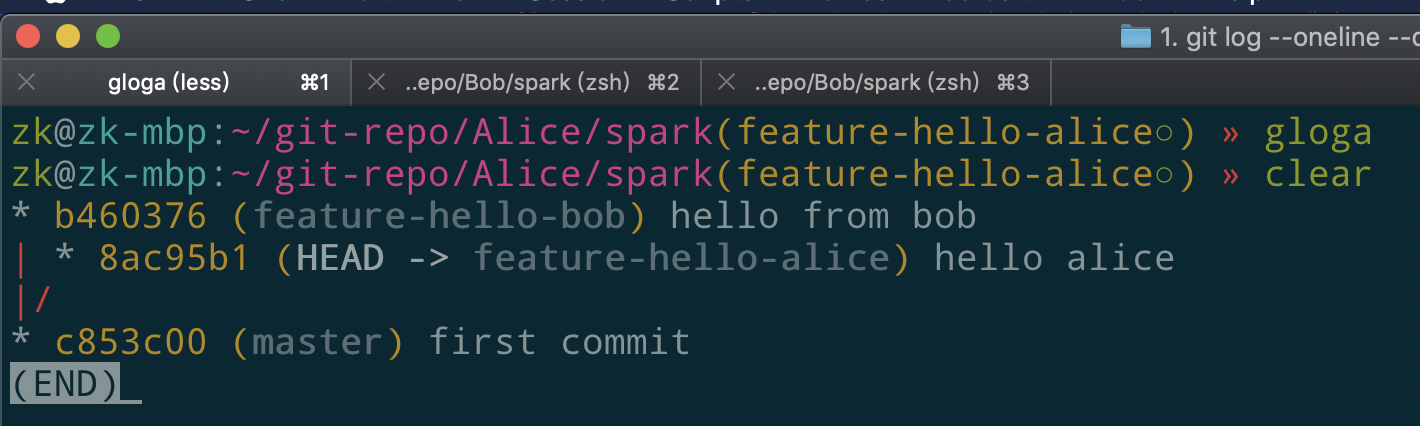 1. git log --oneline --
gloga (less) ⌘1 ..epo/Bob/spark (zsh) ⌘2 ..epo/Bob/spark (zsh) ⌘3
zk@zk-mbp:~/git-repo/Alice/spark(feature-hello-alice○) » gloga
zk@zk-mbp:~/git-repo/Alice/spark(feature-hello-alice○) » clear
* b460376 (feature-hello-bob) hello from bob
| * 8ac95b1 (HEAD -> feature-hello-alice) hello alice
|/
* c853c00 (master) first commit
(END)